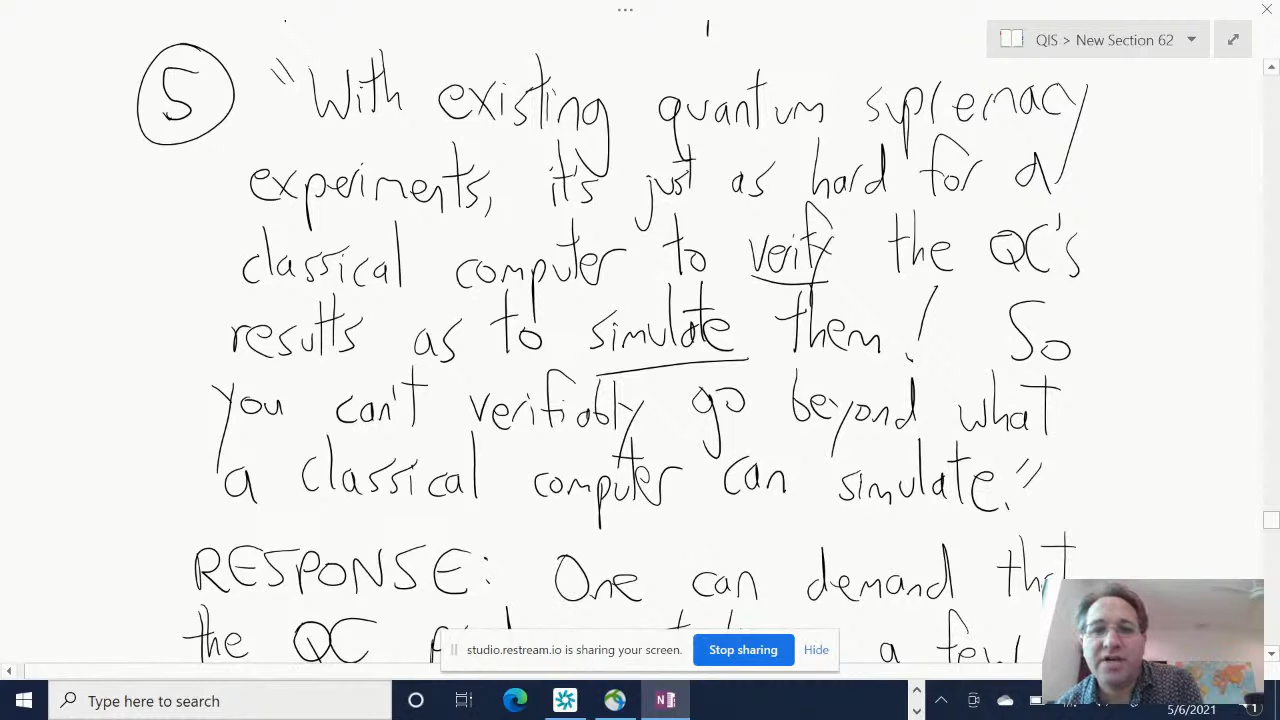 QIS > New Section 62
5 "With existing quantum supremacy
experiments, it's just as hard for a
classical computer to verify the QC's
results as to simulate them! So
you can't verifiably go beyond what
a classical computer can simulate."
RESPONSE: One can demand that
the QC
a few
studio.restream.io is sharing your screen. Stop sharing Hide
Type here to search
N
5/6/2021
1